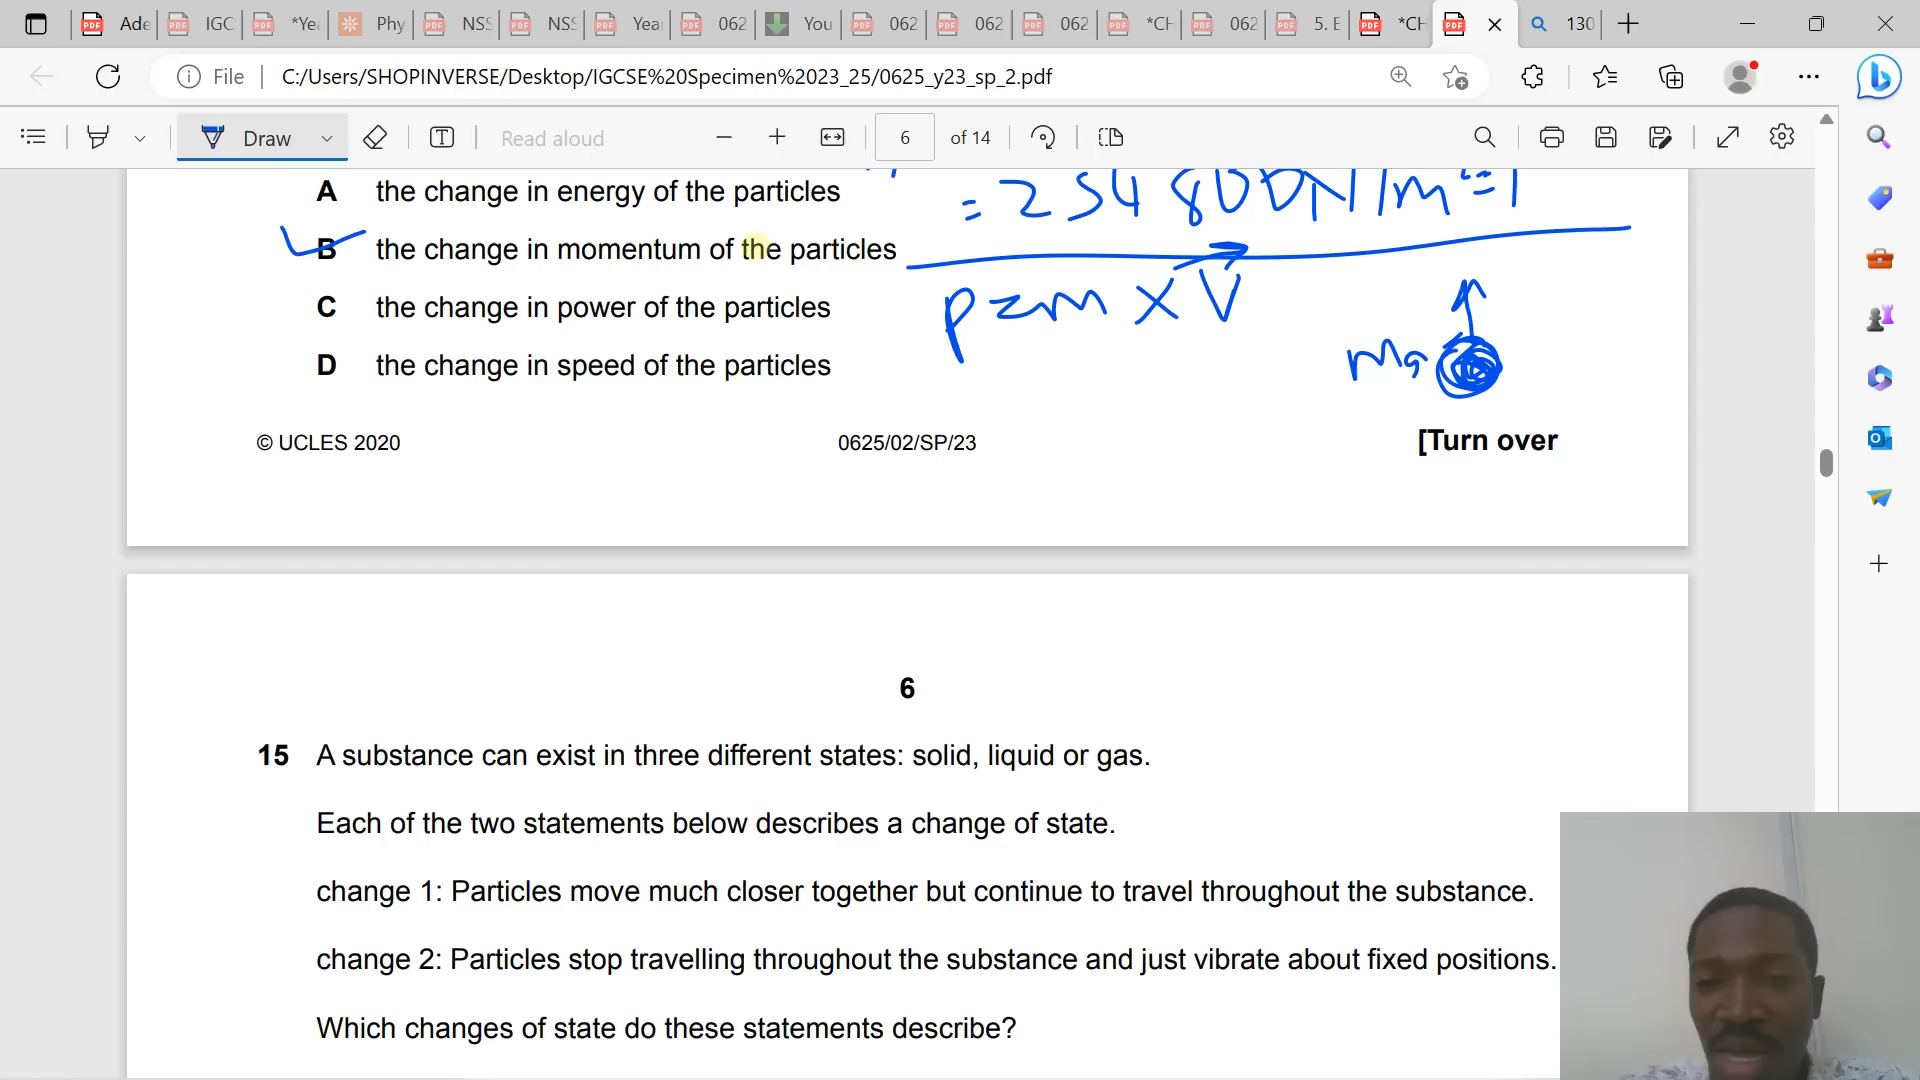 Ade IGC *Yea Phy NSS NSS Yea 062 You 062 062 062 *CH 062 5. E *CH 130
File C:/Users/SHOPINVERSE/Desktop/IGCSE%20Specimen%2023_25/0625_y23_sp_2.pdf
Draw Read aloud 6 of 14
A the change in energy of the particles
= 254 800 N/m²
B the change in momentum of the particles
p = m x V
C the change in power of the particles
D the change in speed of the particles
© UCLES 2020 0625/02/SP/23 [Turn over
6
15 A substance can exist in three different states: solid, liquid or gas.
Each of the two statements below describes a change of state.
change 1: Particles move much closer together but continue to travel throughout the substance.
change 2: Particles stop travelling throughout the substance and just vibrate about fixed positions.
Which changes of state do these statements describe?